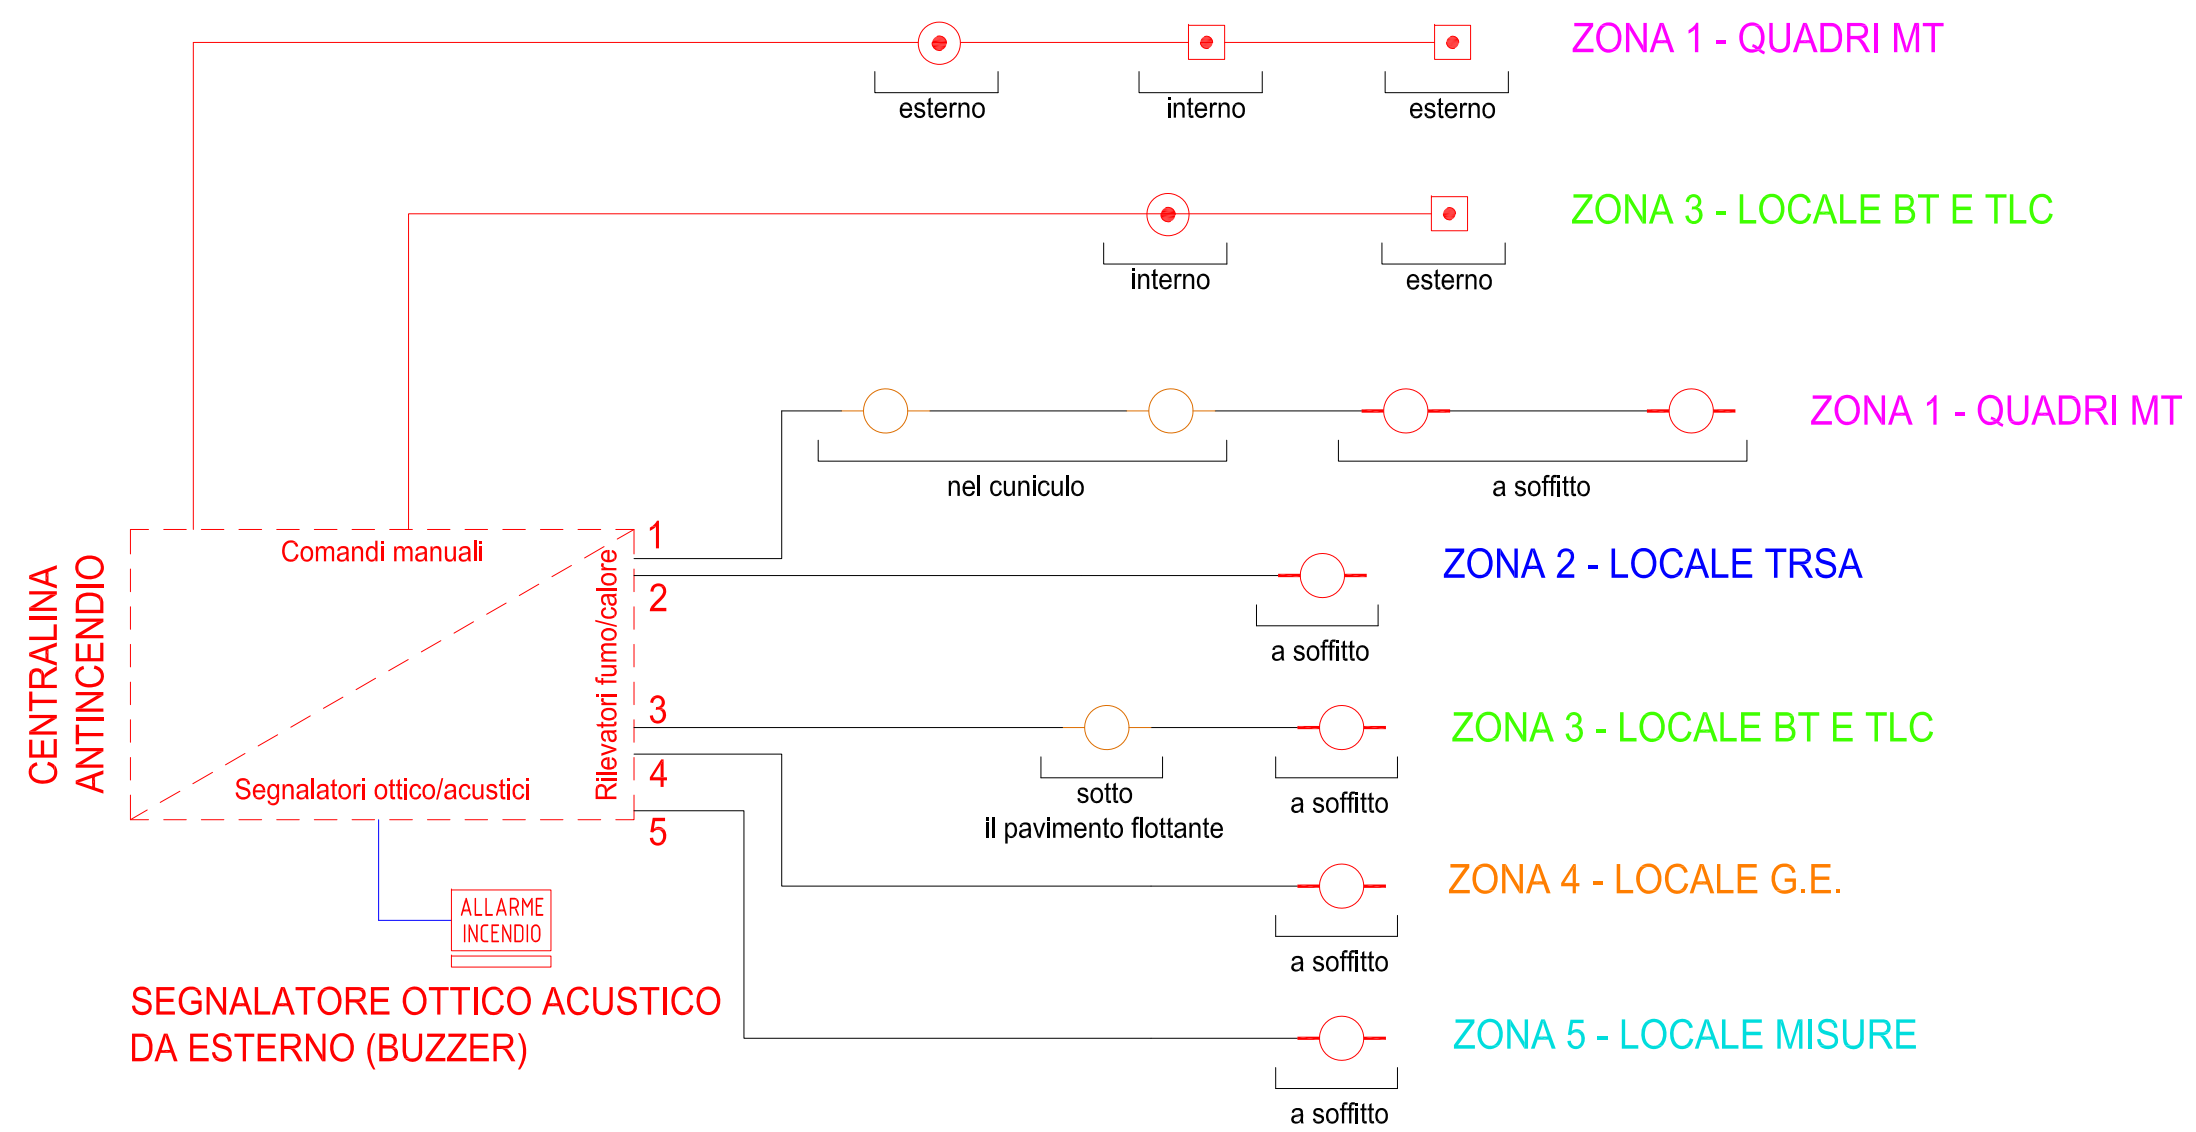 ZONA 1 - QUADRI MT
esterno
interno
esterno
ZONA 3 - LOCALE BT E TLC
interno
esterno
ZONA 1 - QUADRI MT
nel cuniculo
a soffitto
CENTRALINA
ANTINCENDIO
Comandi manuali
Rilevatori fumo/calore
Segnalatori ottico/acustici
1
2
3
4
5
ZONA 2 - LOCALE TRSA
a soffitto
ZONA 3 - LOCALE BT E TLC
sotto
il pavimento flottante
a soffitto
ZONA 4 - LOCALE G.E.
a soffitto
ALLARME
INCENDIO
SEGNALATORE OTTICO ACUSTICO
DA ESTERNO (BUZZER)
ZONA 5 - LOCALE MISURE
a soffitto